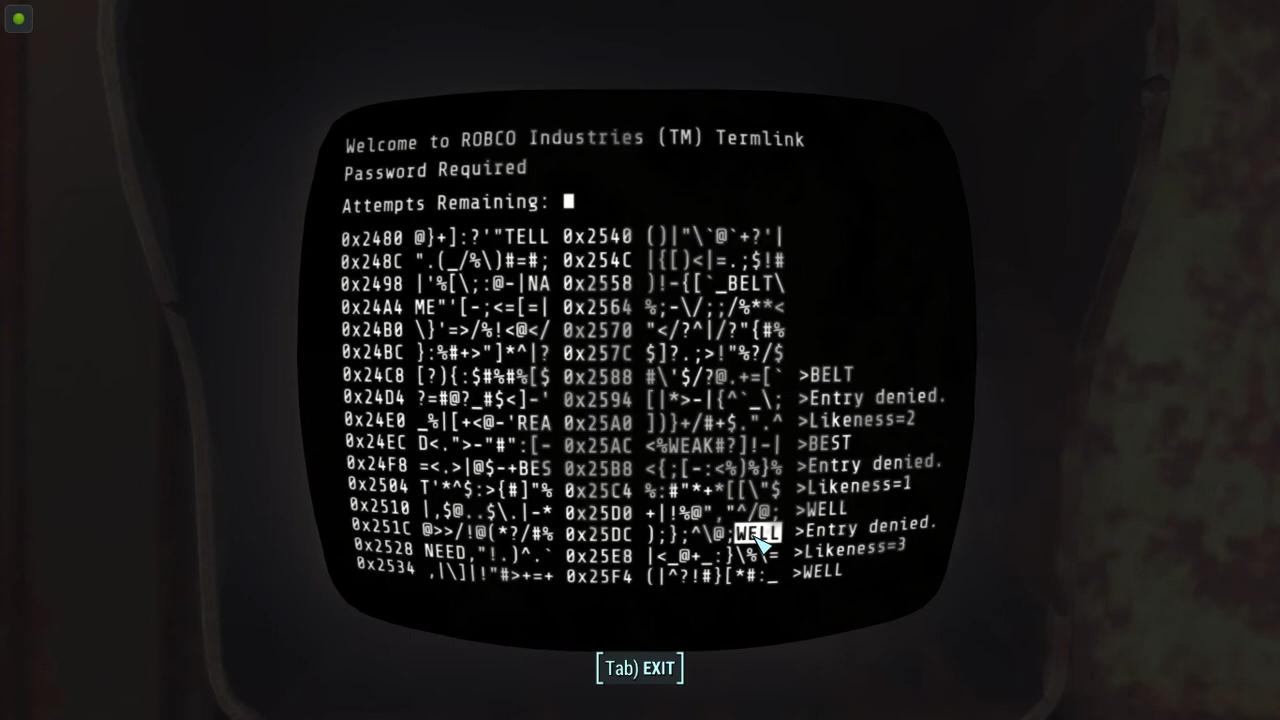 Welcome to ROBCO Industries (TM) Termlink
Password Required
Attempts Remaining: ■
0x2480 @}+]:?'"TELL 0x2540 ()|"\`@`+?'|
0x248C ".(_/%\)#=#; 0x254C |{[)<|=.;$!#
0x2498 |'%[\;:@-|NA 0x2558 )!-{[`_BELT\
0x24A4 ME"'[-;<=[=| 0x2564 %;-\/;;/%**<
0x24B0 \}'=>/%!<@</ 0x2570 "</?^|/?"{#%
0x24BC }:%#+>"]*^|? 0x257C $]?.;>!"%?/$
0x24C8 [?){:$#%#%[$ 0x2588 #\'$/?@.+=[` >BELT
0x24D4 ?=#@?_#$<]-' 0x2594 [|*>-|{^`_\; >Entry denied.
0x24E0 _%|[+<@-'REA 0x25A0 ])}+/#+$.".^ >Likeness=2
0x24EC D<.">-"#":[- 0x25AC <%WEAK#?]!-| >BEST
0x24F8 =<.>|@$-+BES 0x25B8 <{;[-:<%)%}% >Entry denied.
0x2504 T'*^$:>{#]"% 0x25C4 %:#"*+*[[\"$ >Likeness=1
0x2510 |,$@..$\.|-* 0x25D0 +|!%@","^/@; >WELL
0x251C @>>/!@(*?/#% 0x25DC );};^\@;WELL >Entry denied.
0x2528 NEED,"!.)^.` 0x25E8 |<_@+_:}\%\= >Likeness=3
0x2534 ,|\]|!"#>+=+ 0x25F4 (|^?!#}[*#:_ >WELL
[Tab) EXIT]